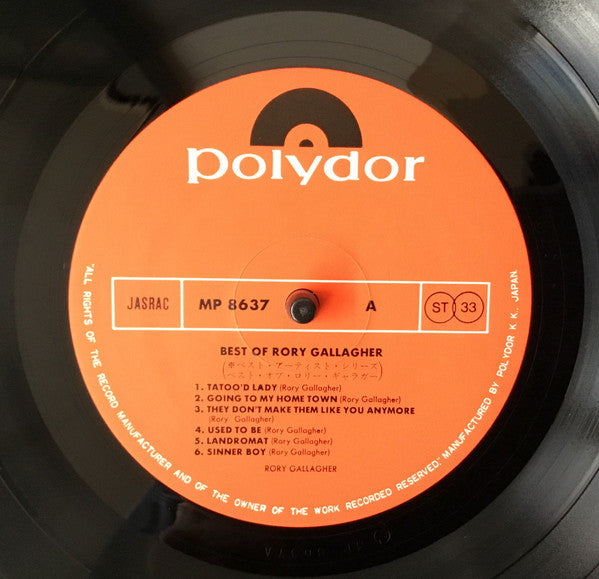 polydor
JASRAC MP 8637 A ST 33
BEST OF RORY GALLAGHER
(※ベスト・アーティスト・シリーズ
ベスト・オブ・ロリー・ギャラガー)
1. TATOO'D LADY (Rory Gallagher)
2. GOING TO MY HOME TOWN (Rory Gallagher)
3. THEY DON'T MAKE THEM LIKE YOU ANYMORE
(Rory Gallagher)
4. USED TO BE (Rory Gallagher)
5. LANDROMAT (Rory Gallagher)
6. SINNER BOY (Rory Gallagher)
RORY GALLAGHER
"ALL RIGHTS OF THE RECORD MANUFACTURER AND OF THE OWNER OF THE WORK RECORDED RESERVED." MANUFACTURED BY POLYDOR K.K., JAPAN